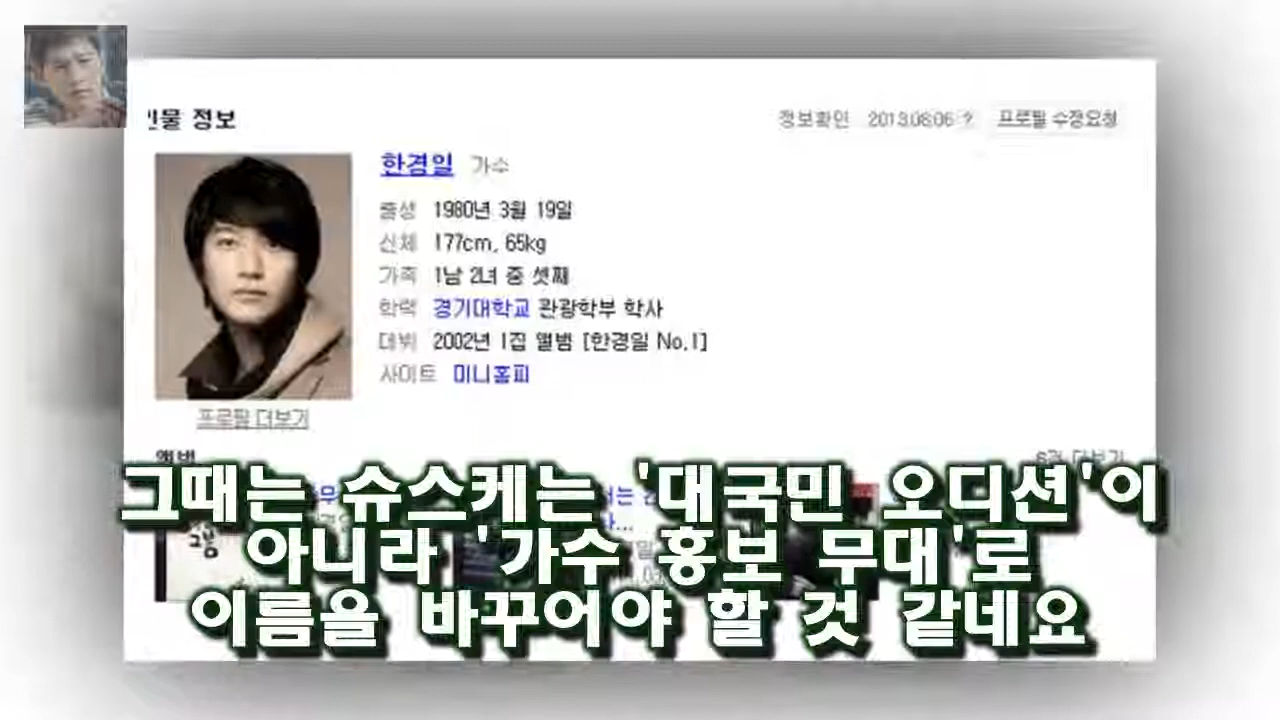 인물 정보
정보확인 2013.06.06 ? 프로필 수정요청
한경일 가수
출생 1980년 3월 19일
신체 177cm, 65kg
가족 1남 2녀 중 셋째
학력 경기대학교 관광학부 학사
데뷔 2002년 1집 앨범 [한경일 No.1]
사이트 미니홈피
프로필 더보기
앨범
더보기
그때는 슈스케는 '대국민 오디션'이
아니라 '가수 홍보 무대'로
이름을 바꾸어야 할 것 같네요